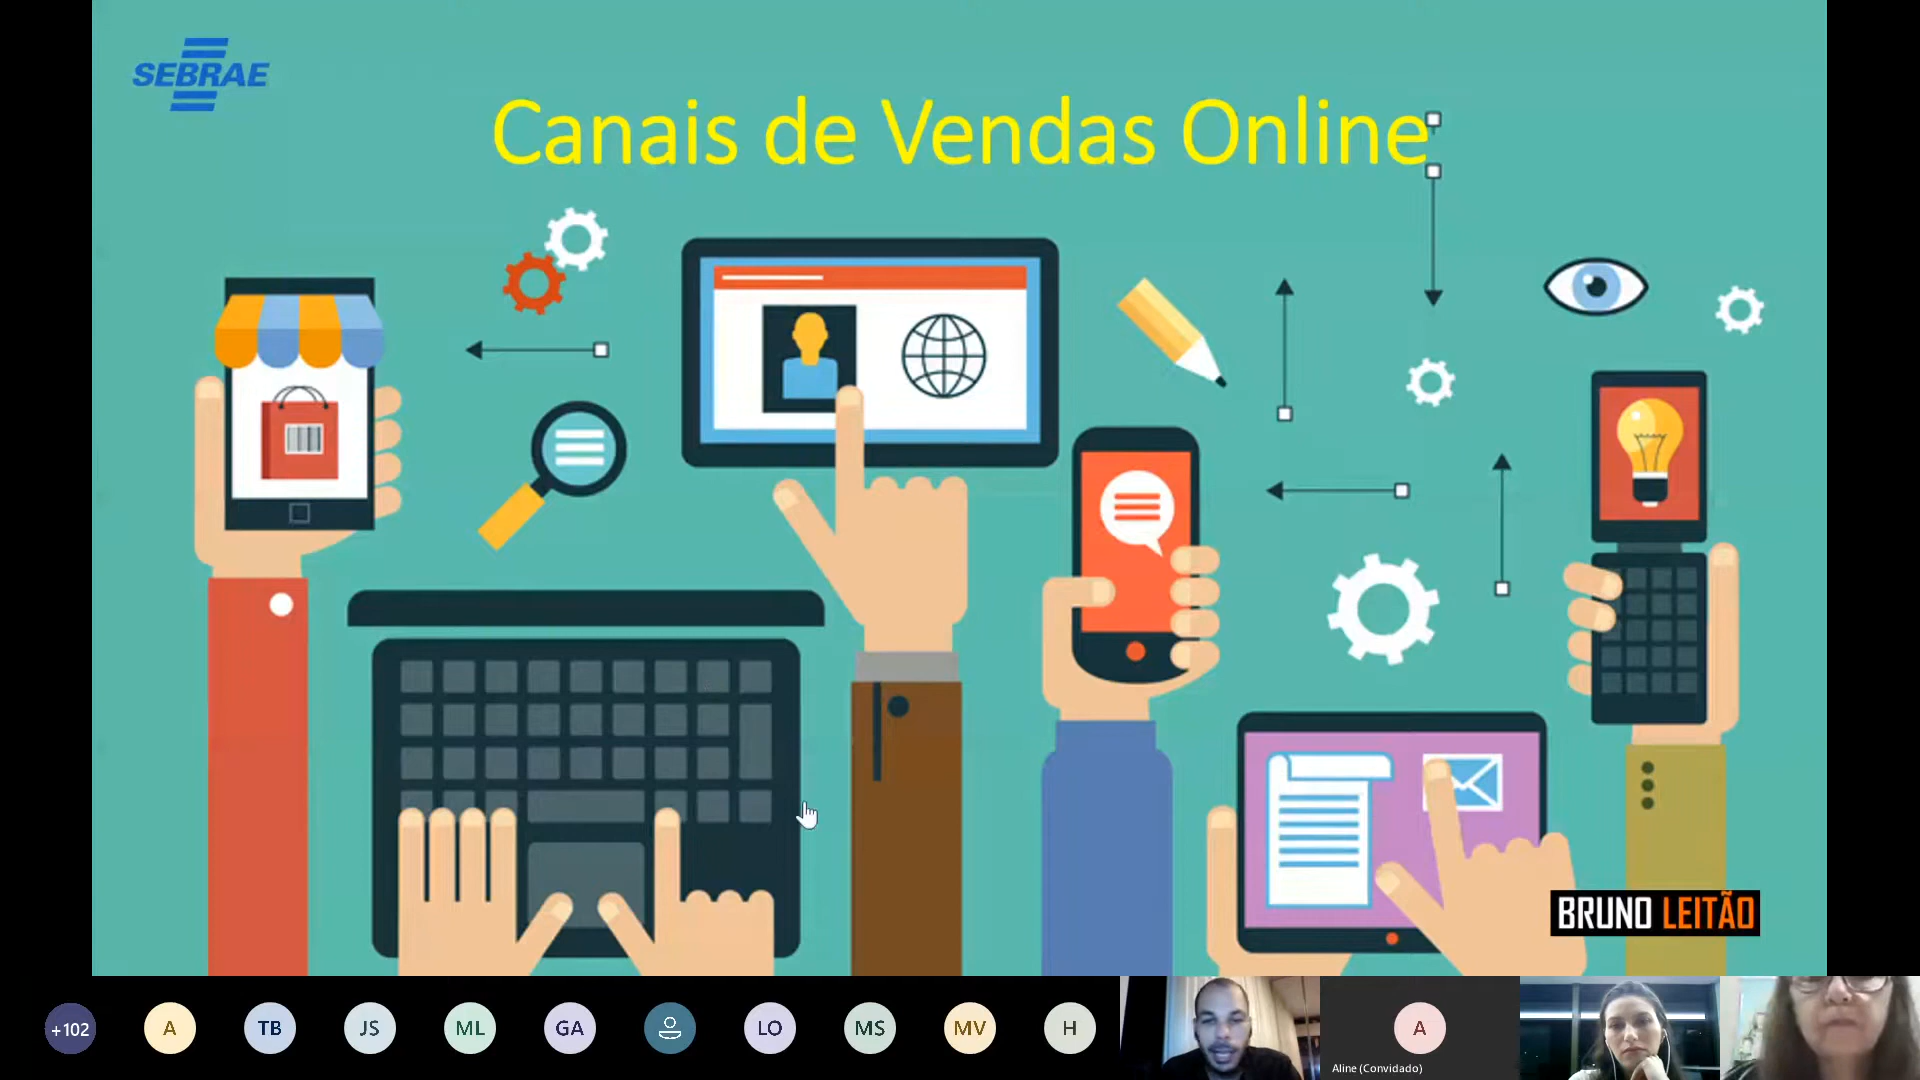 SEBRAE
Canais de Vendas Online
BRUNO LEITÃO
+102
A
TB
JS
ML
GA
LO
MS
MV
H
A
Aline (Convidado)